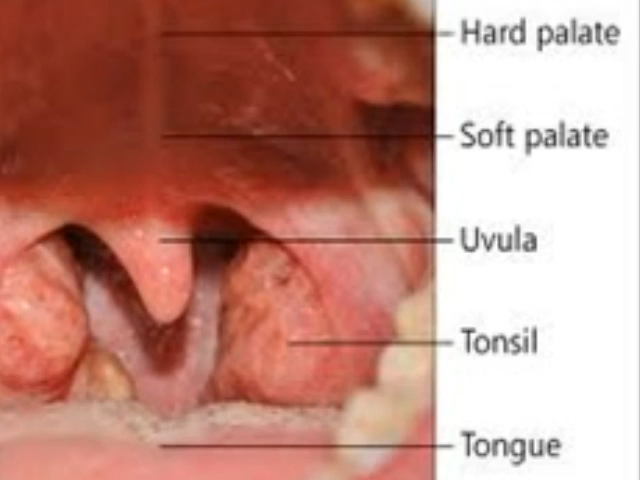 Hard palate
Soft palate
Uvula
Tonsil
Tongue